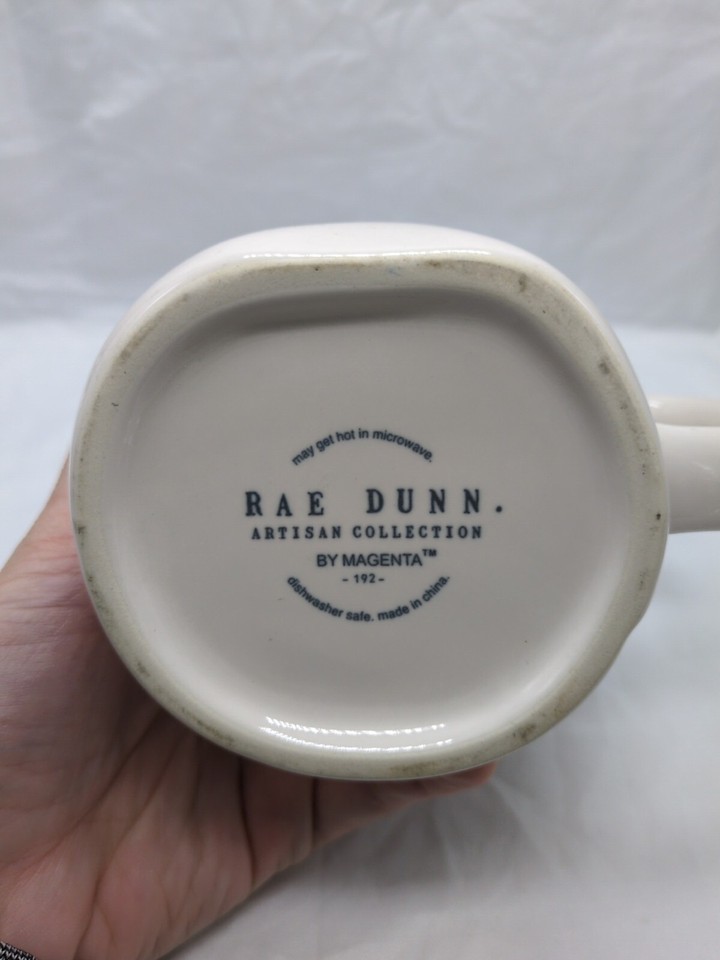 may get hot in microwave.
RAE DUNN.
ARTISAN COLLECTION
BY MAGENTA™
- 192 -
dishwasher safe. made in china.